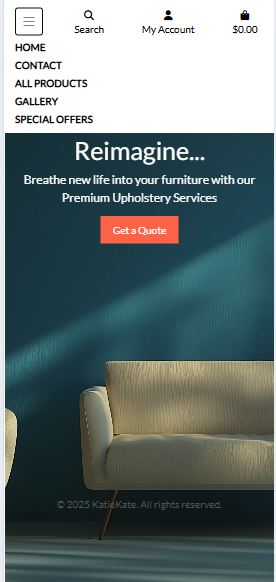 Search
My Account
$0.00
HOME
CONTACT
ALL PRODUCTS
GALLERY
SPECIAL OFFERS
Reimagine...
Breathe new life into your furniture with our
Premium Upholstery Services
Get a Quote
© 2025 KatieKate. All rights reserved.